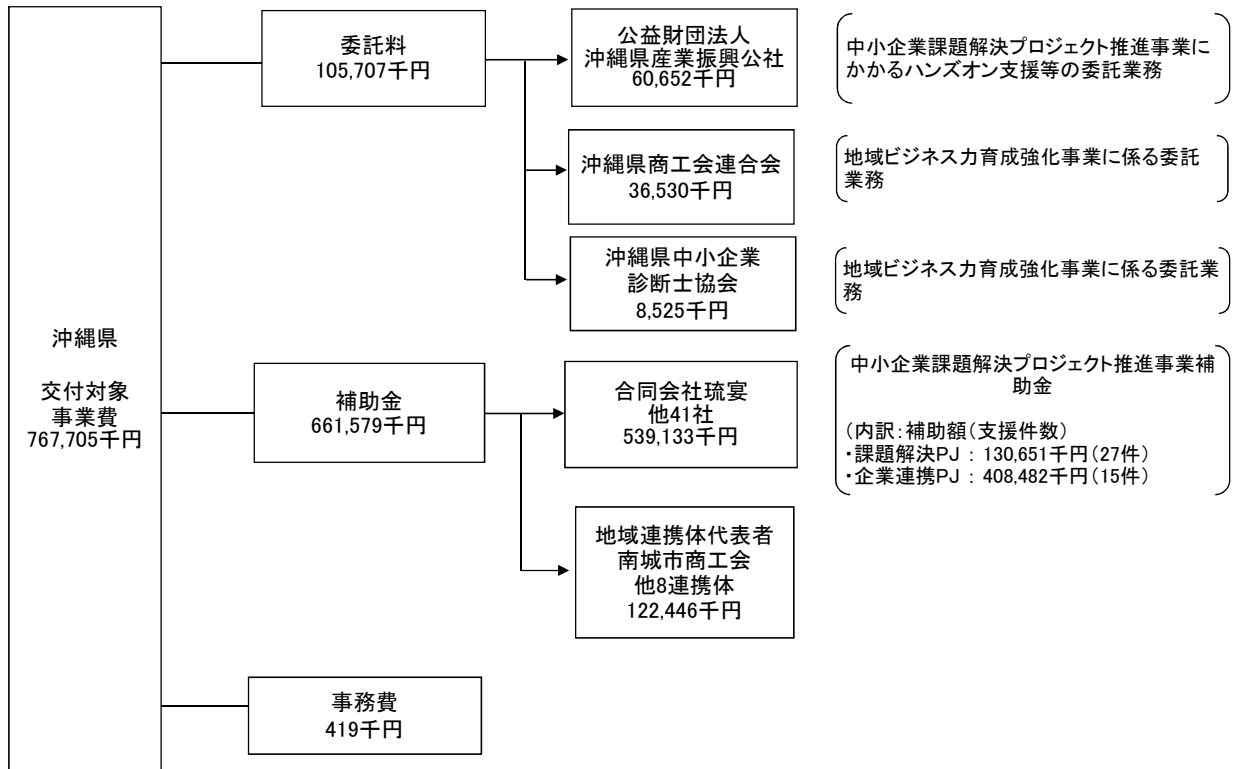 沖縄県
交付対象
事業費
767,705千円
委託料
105,707千円
公益財団法人
沖縄県産業振興公社
60,652千円
中小企業課題解決プロジェクト推進事業に
かかるハンズオン支援等の委託業務
沖縄県商工会連合会
36,530千円
地域ビジネス力育成強化事業に係る委託
業務
沖縄県中小企業
診断士協会
8,525千円
地域ビジネス力育成強化事業に係る委託業
務
補助金
661,579千円
合同会社琉宴
他41社
539,133千円
中小企業課題解決プロジェクト推進事業補
助金
(内訳:補助額(支援件数)
・課題解決PJ : 130,651千円(27件)
・企業連携PJ : 408,482千円(15件)
地域連携体代表者
南城市商工会
他8連携体
122,446千円
事務費
419千円